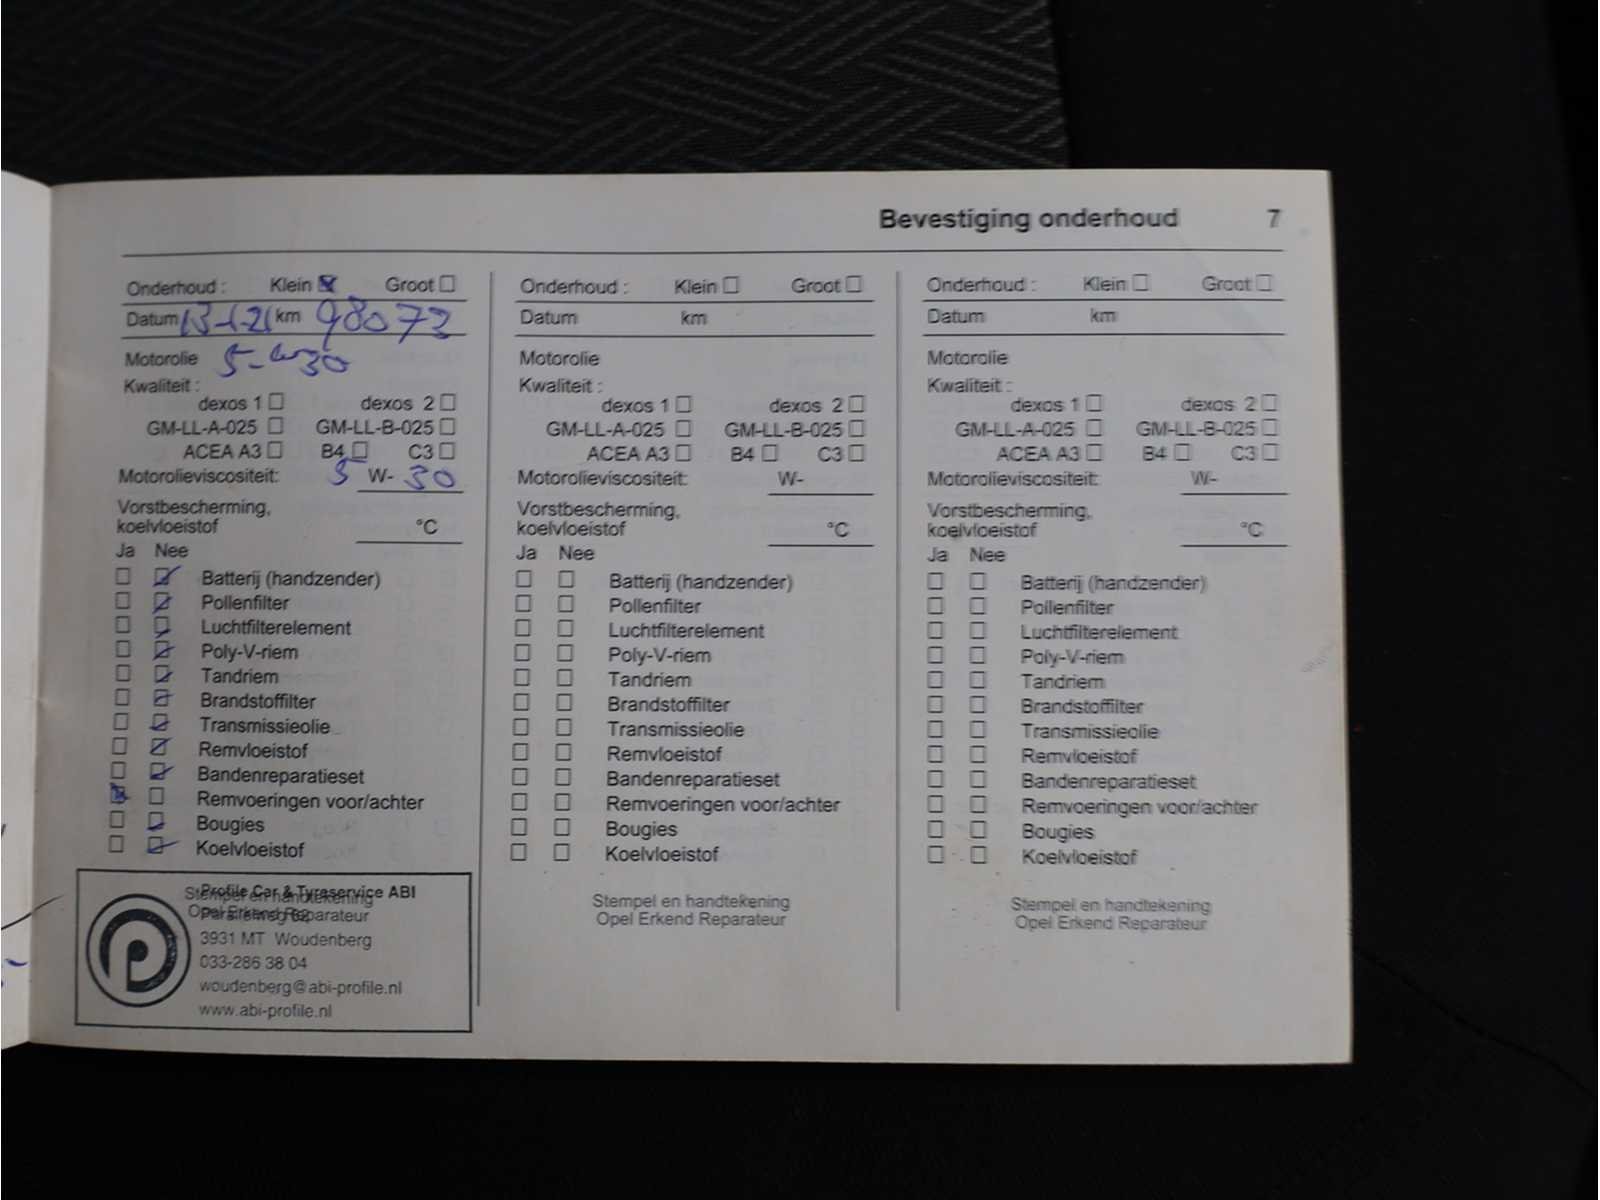 Bevestiging onderhoud 7
Onderhoud : Klein Groot
Datum 13-1-21 km 98073
Motorolie 5-w30
Kwaliteit :
dexos 1 dexos 2
GM-LL-A-025 GM-LL-B-025
ACEA A3 B4 C3
Motorolieviscositeit: 5 W- 30
Vorstbescherming,
koelvloeistof °C
Ja Nee
Batterij (handzender)
Pollenfilter
Luchtfilterelement
Poly-V-riem
Tandriem
Brandstoffilter
Transmissieolie
Remvloeistof
Bandenreparatieset
Remvoeringen voor/achter
Bougies
Koelvloeistof
Stempel en handtekening
Opel Erkend Reparateur
Profile Car & Tyreservice ABI
3931 MT Woudenberg
033-286 38 04
woudenberg@abi-profile.nl
www.abi-profile.nl
Onderhoud : Klein Groot
Datum km
Motorolie
Kwaliteit :
dexos 1 dexos 2
GM-LL-A-025 GM-LL-B-025
ACEA A3 B4 C3
Motorolieviscositeit: W-
Vorstbescherming,
koelvloeistof °C
Ja Nee
Batterij (handzender)
Pollenfilter
Luchtfilterelement
Poly-V-riem
Tandriem
Brandstoffilter
Transmissieolie
Remvloeistof
Bandenreparatieset
Remvoeringen voor/achter
Bougies
Koelvloeistof
Stempel en handtekening
Opel Erkend Reparateur
Onderhoud : Klein Groot
Datum km
Motorolie
Kwaliteit :
dexos 1 dexos 2
GM-LL-A-025 GM-LL-B-025
ACEA A3 B4 C3
Motorolieviscositeit: W-
Vorstbescherming,
koelvloeistof °C
Ja Nee
Batterij (handzender)
Pollenfilter
Luchtfilterelement
Poly-V-riem
Tandriem
Brandstoffilter
Transmissieolie
Remvloeistof
Bandenreparatieset
Remvoeringen voor/achter
Bougies
Koelvloeistof
Stempel en handtekening
Opel Erkend Reparateur